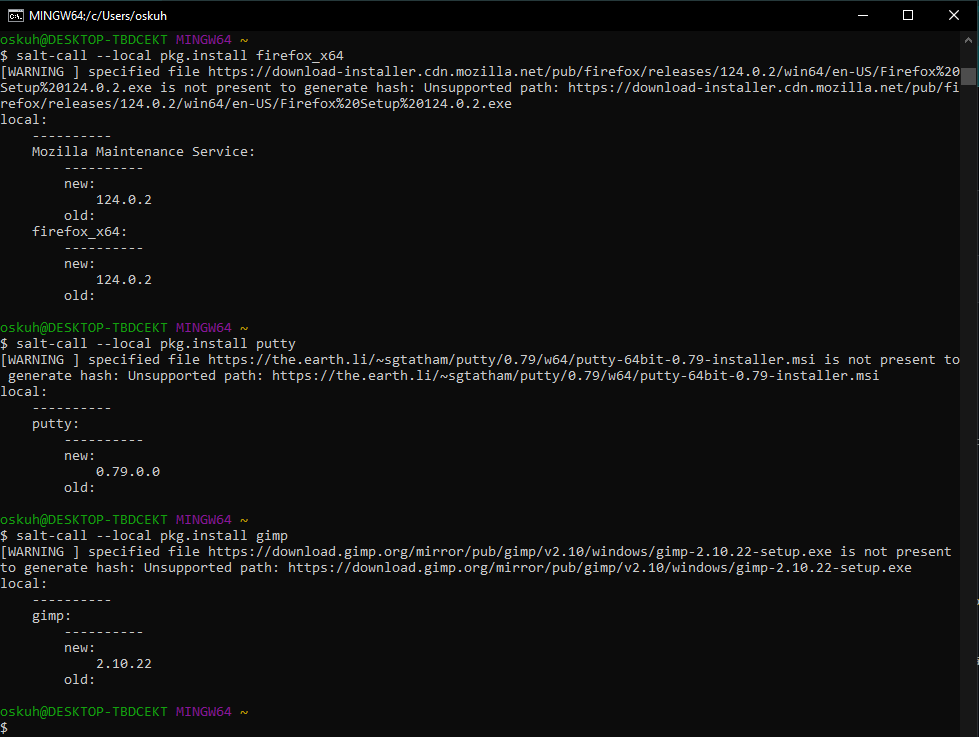 MINGW64:/c/Users/oskuh
oskuh@DESKTOP-TBDCEKT MINGW64 ~
$ salt-call --local pkg.install firefox_x64
[WARNING ] specified file https://download-installer.cdn.mozilla.net/pub/firefox/releases/124.0.2/win64/en-US/Firefox%20
Setup%20124.0.2.exe is not present to generate hash: Unsupported path: https://download-installer.cdn.mozilla.net/pub/fi
refox/releases/124.0.2/win64/en-US/Firefox%20Setup%20124.0.2.exe
local:
    ----------
    Mozilla Maintenance Service:
        ----------
        new:
            124.0.2
        old:
    firefox_x64:
        ----------
        new:
            124.0.2
        old:
oskuh@DESKTOP-TBDCEKT MINGW64 ~
$ salt-call --local pkg.install putty
[WARNING ] specified file https://the.earth.li/~sgtatham/putty/0.79/w64/putty-64bit-0.79-installer.msi is not present to
 generate hash: Unsupported path: https://the.earth.li/~sgtatham/putty/0.79/w64/putty-64bit-0.79-installer.msi
local:
    ----------
    putty:
        ----------
        new:
            0.79.0.0
        old:
oskuh@DESKTOP-TBDCEKT MINGW64 ~
$ salt-call --local pkg.install gimp
[WARNING ] specified file https://download.gimp.org/mirror/pub/gimp/v2.10/windows/gimp-2.10.22-setup.exe is not present
to generate hash: Unsupported path: https://download.gimp.org/mirror/pub/gimp/v2.10/windows/gimp-2.10.22-setup.exe
local:
    ----------
    gimp:
        ----------
        new:
            2.10.22
        old:
oskuh@DESKTOP-TBDCEKT MINGW64 ~
$